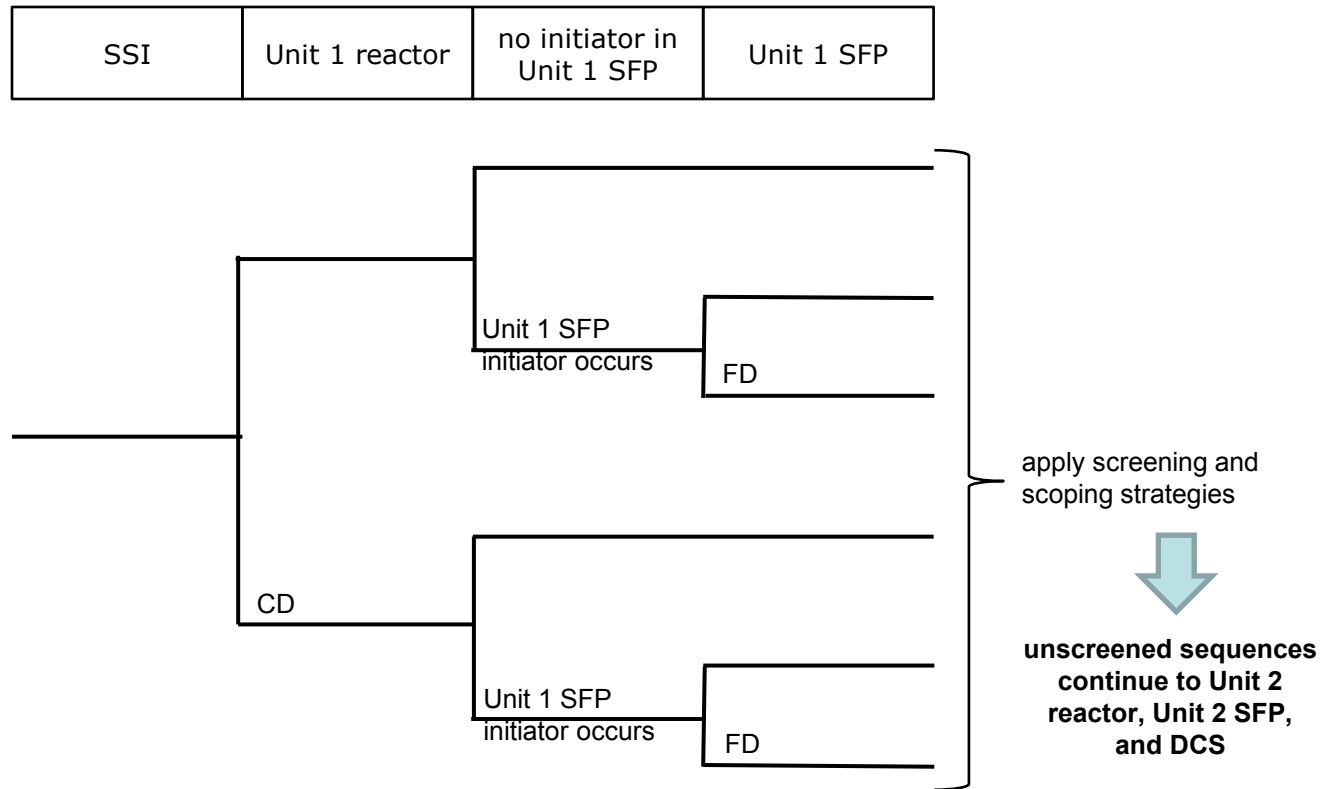 SSI
Unit 1 reactor
no initiator in
Unit 1 SFP
Unit 1 SFP
Unit 1 SFP
initiator occurs
FD
apply screening and
scoping strategies
CD
unscreened sequences
continue to Unit 2
reactor, Unit 2 SFP,
and DCS
Unit 1 SFP
initiator occurs
FD